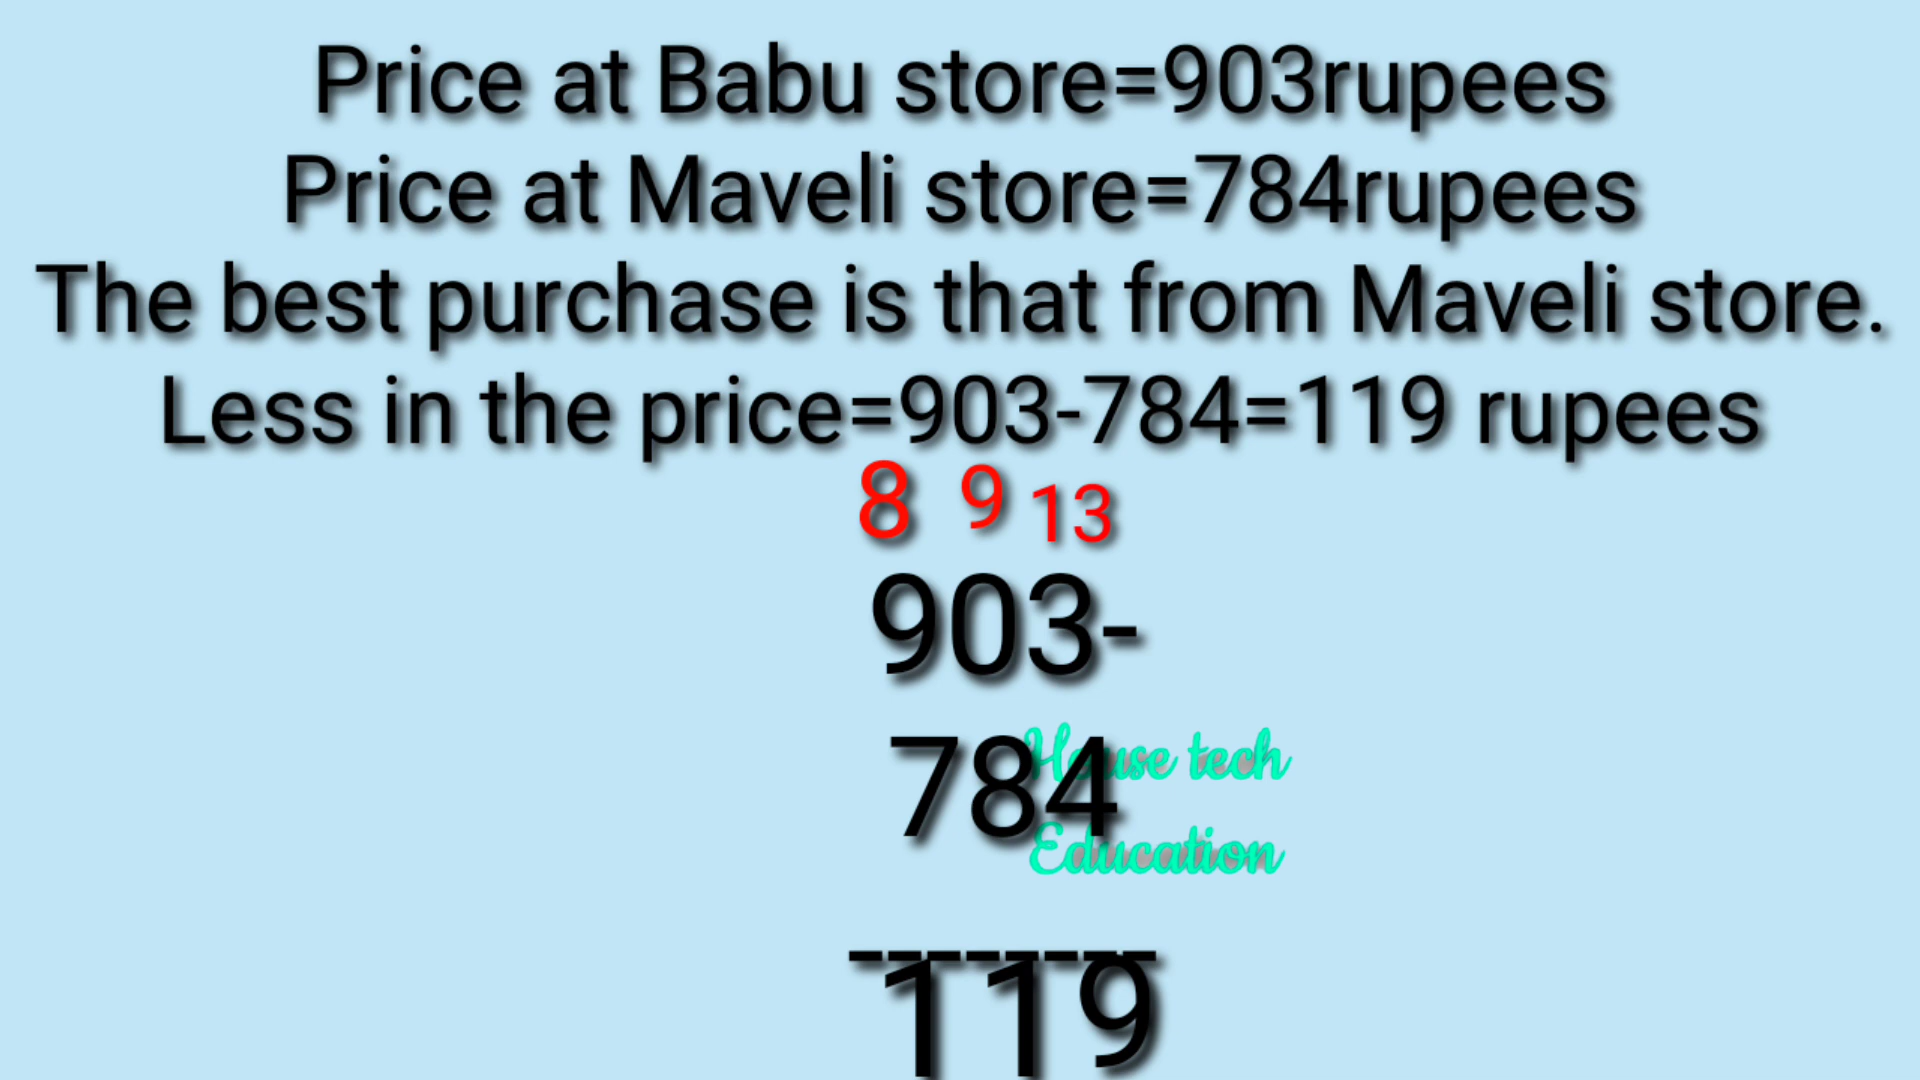 Price at Babu store=903rupees
Price at Maveli store=784rupees
The best purchase is that from Maveli store.
Less in the price=903-784=119 rupees
8 9 13
903-
784
House tech
Education
--------
119